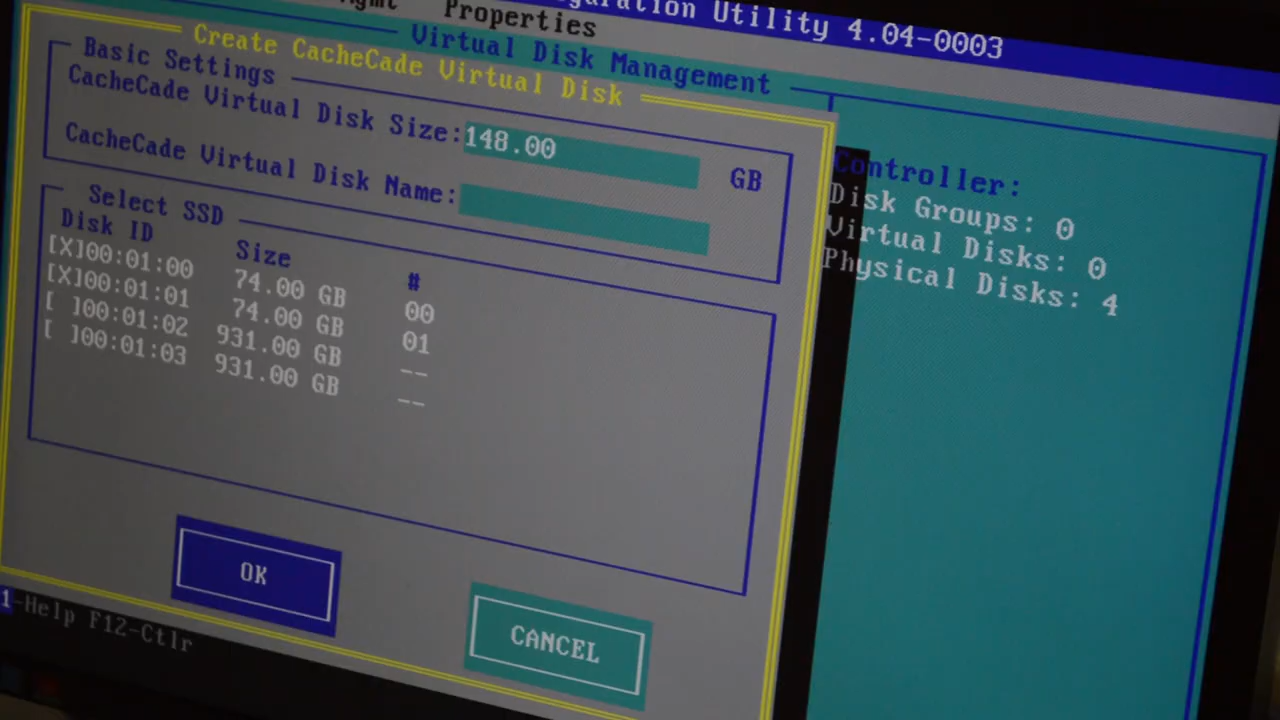 Properties
Utility 4.04-0003
Virtual Disk Management
Create CacheCade Virtual Disk
Basic Settings
CacheCade Virtual Disk Size:148.00 GB
CacheCade Virtual Disk Name:
Select SSD
Disk ID Size #
[X]00:01:00 74.00 GB 00
[X]00:01:01 74.00 GB 01
[ ]00:01:02 931.00 GB --
[ ]00:01:03 931.00 GB --
OK
CANCEL
Controller:
Disk Groups: 0
Virtual Disks: 0
Physical Disks: 4
1-Help F12-Ctlr